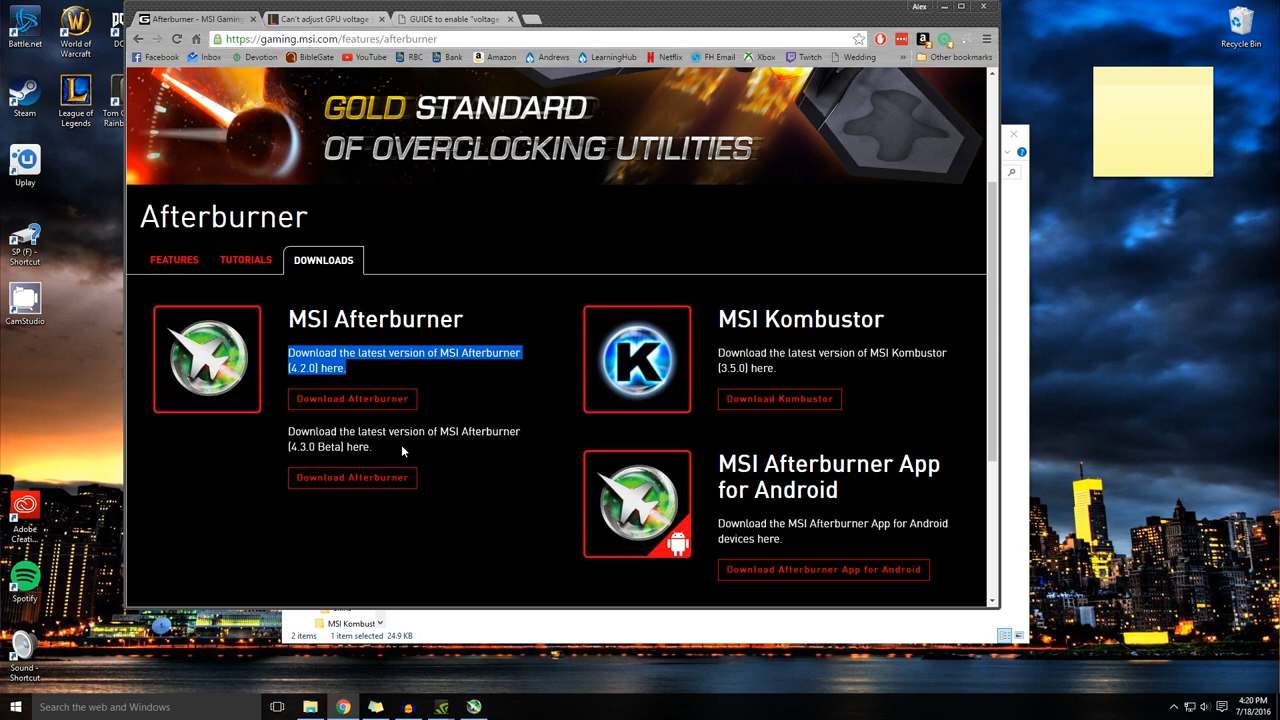 Alex
Afterburner - MSI Gaming
Can't adjust GPU voltage
GUIDE to enable "voltage
https://gaming.msi.com/features/afterburner
Facebook
Inbox
Devotion
BibleGate
YouTube
RBC
Bank
Amazon
Andrews
LearningHub
Netflix
FH Email
Xbox
Twitch
Wedding
»
Other bookmarks
Battle.net
World of
Warcraft
Steam
League of
Legends
Uplay
SP (F) -
Shortcut
CamStudio
Adobe
Creati...
Spotify
Sound -
Shortcut
Recycle Bin
GOLD STANDARD
OF OVERCLOCKING UTILITIES
Afterburner
FEATURES
TUTORIALS
DOWNLOADS
MSI Afterburner
Download the latest version of MSI Afterburner
(4.2.0) here.
Download Afterburner
Download the latest version of MSI Afterburner
(4.3.0 Beta) here.
Download Afterburner
MSI Kombustor
Download the latest version of MSI Kombustor
(3.5.0) here.
Download Kombustor
MSI Afterburner App
for Android
Download the MSI Afterburner App for Android
devices here.
Download Afterburner App for Android
MSI Kombust
2 items
1 item selected 24.9 KB
Search the web and Windows
4:20 PM
7/18/2016